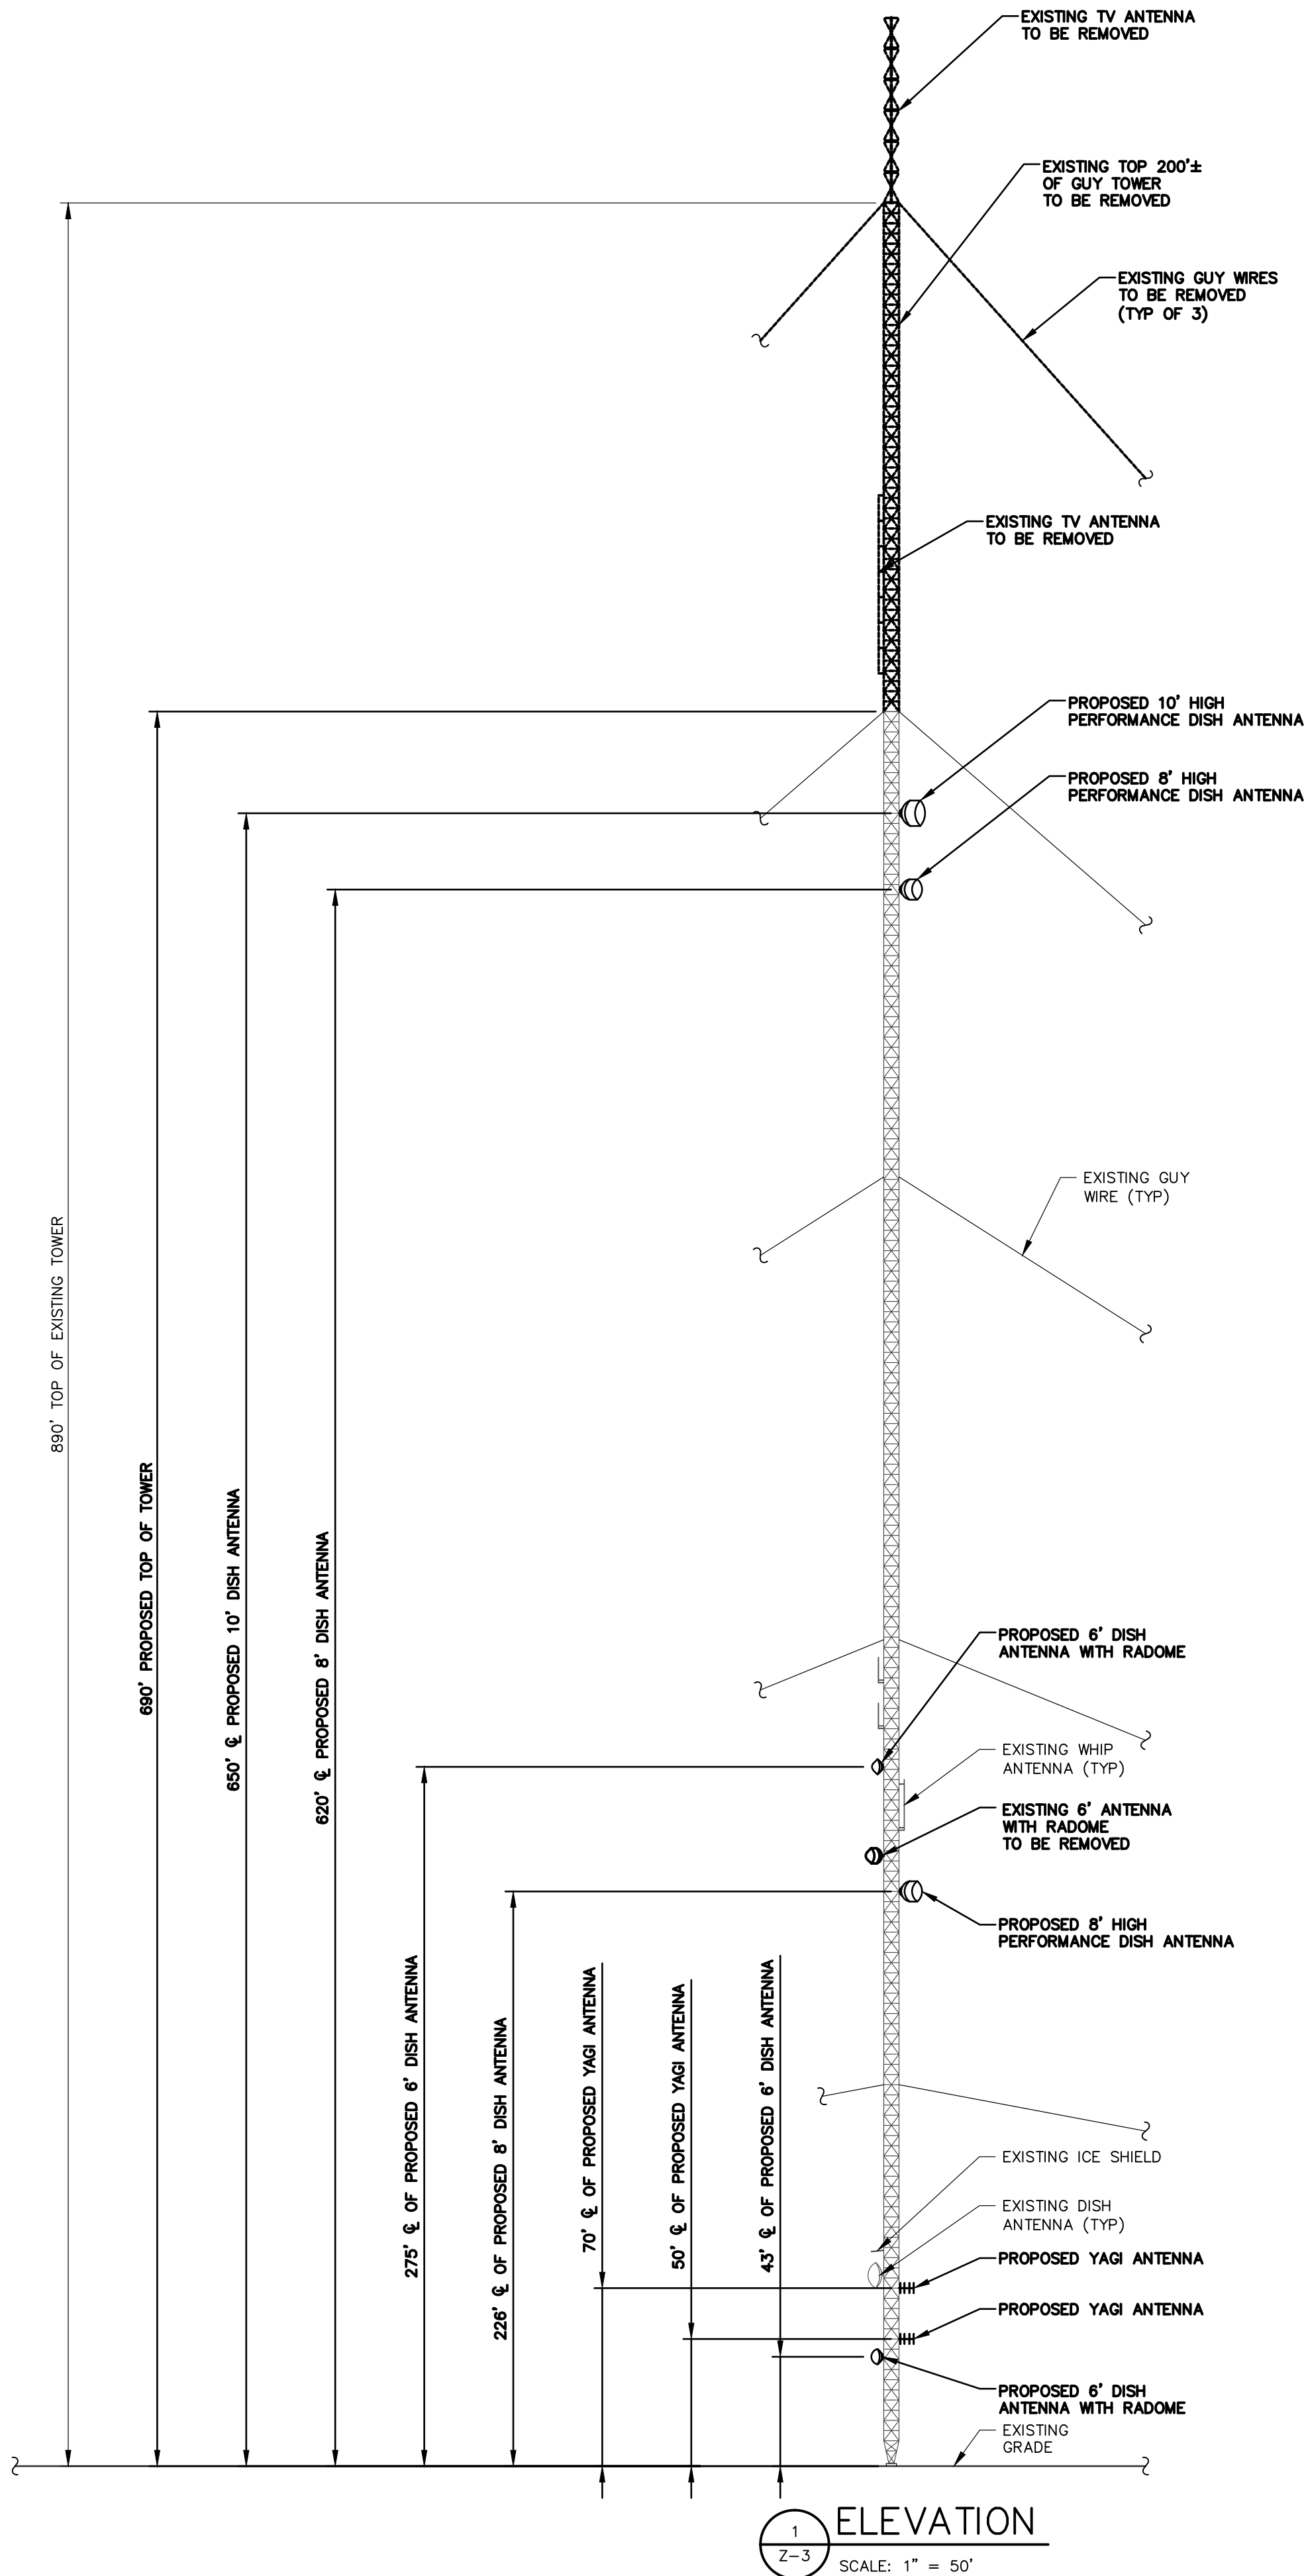 EXISTING TV ANTENNA
TO BE REMOVED
EXISTING TOP 200'±
OF GUY TOWER
TO BE REMOVED
EXISTING GUY WIRES
TO BE REMOVED
(TYP OF 3)
EXISTING TV ANTENNA
TO BE REMOVED
PROPOSED 10' HIGH
PERFORMANCE DISH ANTENNA
PROPOSED 8' HIGH
PERFORMANCE DISH ANTENNA
EXISTING GUY
WIRE (TYP)
890' TOP OF EXISTING TOWER
690' PROPOSED TOP OF TOWER
650' ℄ PROPOSED 10' DISH ANTENNA
620' ℄ PROPOSED 8' DISH ANTENNA
275' ℄ OF PROPOSED 6' DISH ANTENNA
226' ℄ OF PROPOSED 8' DISH ANTENNA
70' ℄ OF PROPOSED YAGI ANTENNA
50' ℄ OF PROPOSED YAGI ANTENNA
43' ℄ OF PROPOSED 6' DISH ANTENNA
PROPOSED 6' DISH
ANTENNA WITH RADOME
EXISTING WHIP
ANTENNA (TYP)
EXISTING 6' ANTENNA
WITH RADOME
TO BE REMOVED
PROPOSED 8' HIGH
PERFORMANCE DISH ANTENNA
EXISTING ICE SHIELD
EXISTING DISH
ANTENNA (TYP)
PROPOSED YAGI ANTENNA
PROPOSED YAGI ANTENNA
PROPOSED 6' DISH
ANTENNA WITH RADOME
EXISTING
GRADE
1
Z-3
ELEVATION
SCALE: 1" = 50'